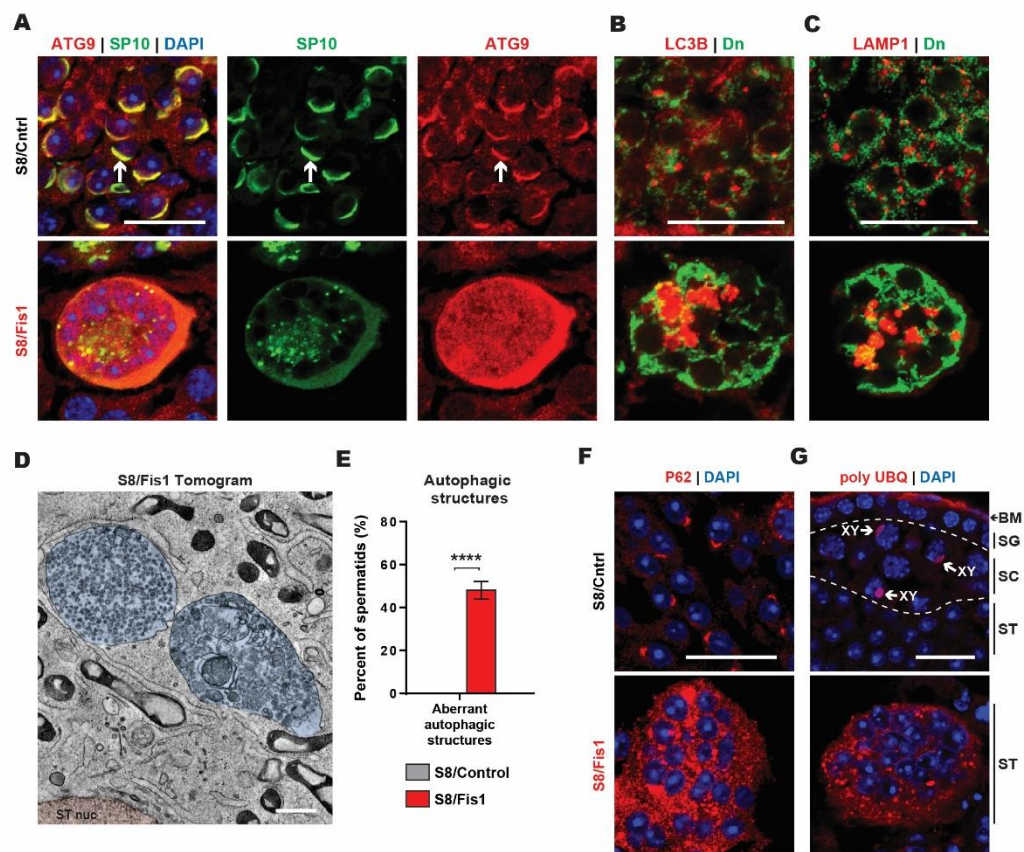 A
ATG9 | SP10 | DAPI
SP10
ATG9
B
LC3B | Dn
C
LAMP1 | Dn
S8/Cntrl
S8/Fis1
D
S8/Fis1 Tomogram
ST nuc
E
Autophagic
structures
Percent of spermatids (%)
80
60
40
20
0
****
Aberrant
autophagic
structures
S8/Control
S8/Fis1
F
P62 | DAPI
G
poly UBQ | DAPI
S8/Cntrl
S8/Fis1
XY
XY
XY
BM
SG
SC
ST
ST